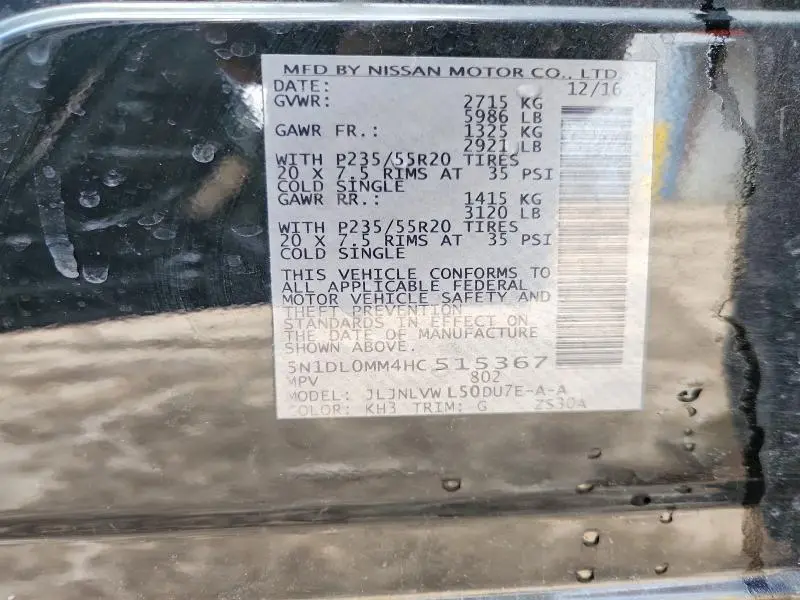 MFD BY NISSAN MOTOR CO., LTD.
DATE: 12/16
GVWR: 2715 KG
5986 LB
GAWR FR.: 1325 KG
2921 LB
WITH P235/55R20 TIRES
20 X 7.5 RIMS AT 35 PSI
COLD SINGLE
GAWR RR.: 1415 KG
3120 LB
WITH P235/55R20 TIRES
20 X 7.5 RIMS AT 35 PSI
COLD SINGLE
THIS VEHICLE CONFORMS TO
ALL APPLICABLE FEDERAL
MOTOR VEHICLE SAFETY AND
THEFT PREVENTION
STANDARDS IN EFFECT ON
THE DATE OF MANUFACTURE
SHOWN ABOVE.
5N1DL0MM4HC 515367
MPV 802
MODEL: JLJNLVW L50DU7E-A-A
COLOR: KH3 TRIM: G ZS30A